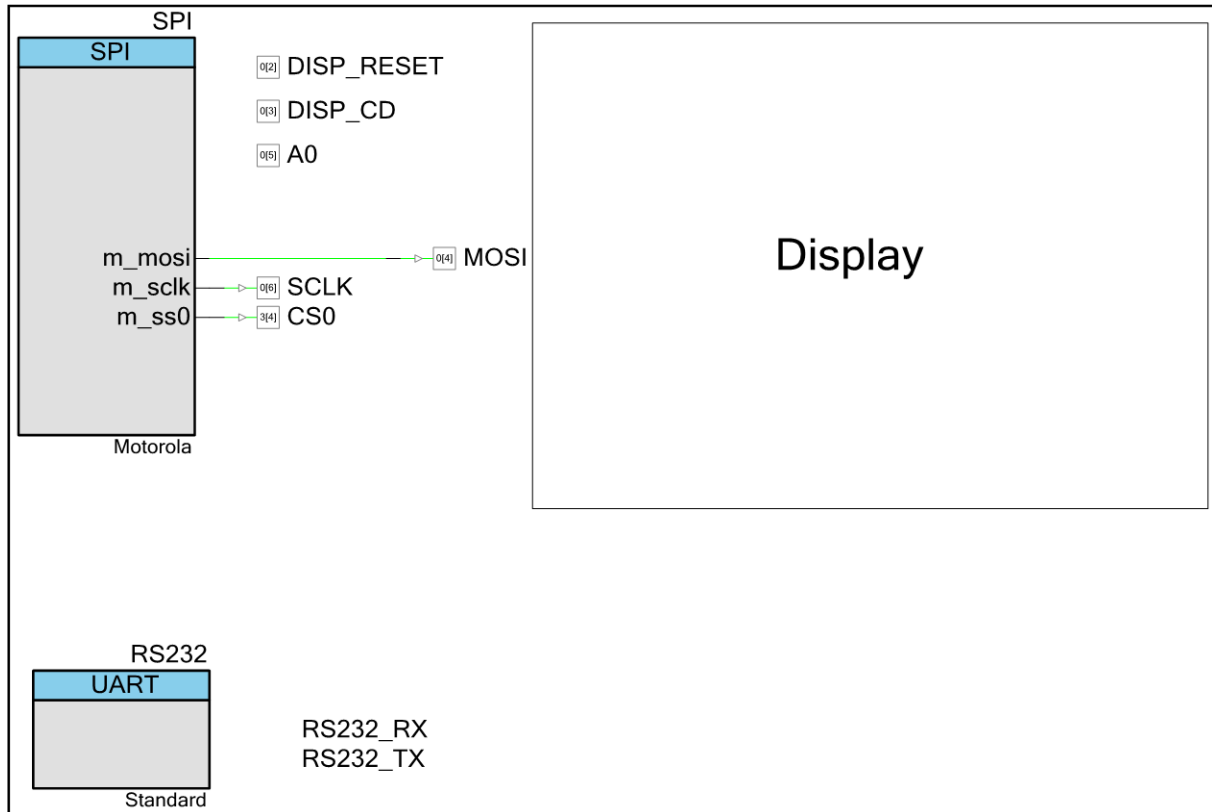 SPI
SPI
0[2] DISP_RESET
0[3] DISP_CD
0[5] A0
m_mosi 0[4] MOSI
m_sclk 0[6] SCLK
m_ss0 3[4] CS0
Motorola
Display
RS232
UART
RS232_RX
RS232_TX
Standard